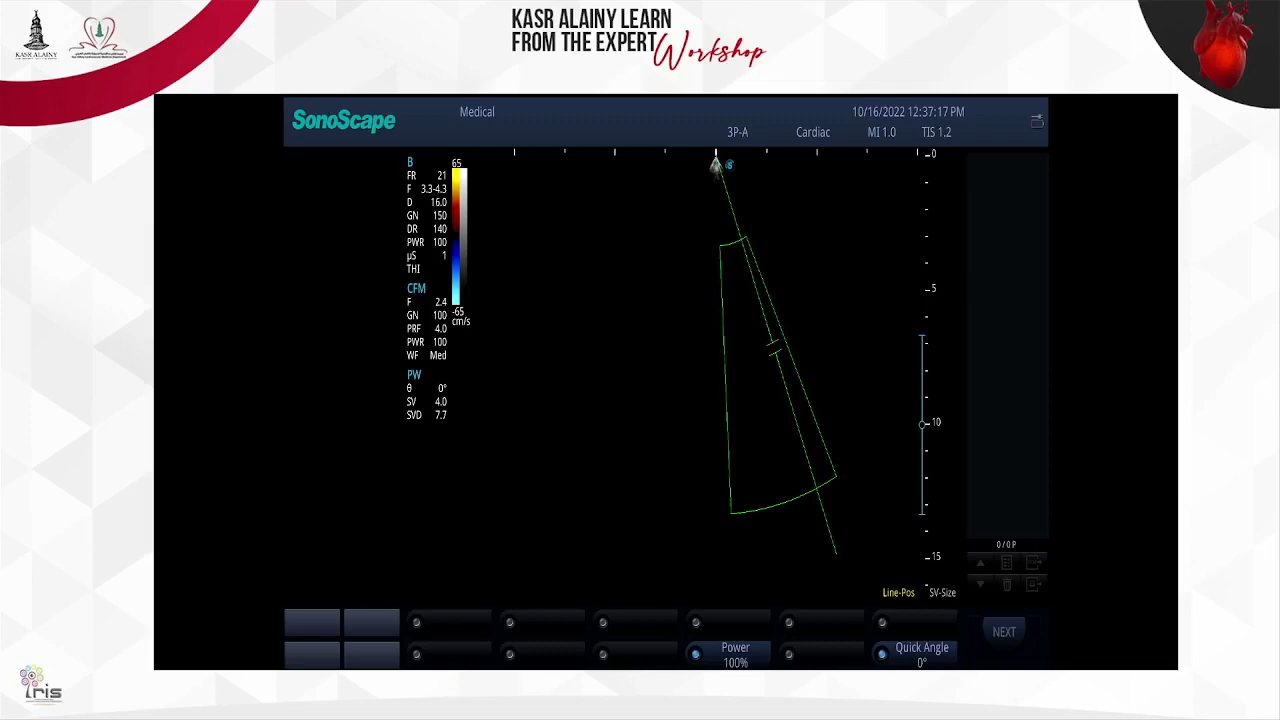 KASR ALAINY LEARN
FROM THE EXPERT
Workshop
KASR ALAINY
SonoScape
Medical
10/16/2022 12:37:17 PM
3P-A
Cardiac
MI 1.0
TIS 1.2
B
FR 21
F 3.3-4.3
D 16.0
GN 150
DR 140
PWR 100
µS 1
THI
CFM
F 2.4
GN 100
PRF 4.0
PWR 100
WF Med
PW
θ 0°
SV 4.0
SVD 7.7
65
-65
cm/s
0
5
10
15
0/0P
Line-Pos
SV-Size
NEXT
Power
100%
Quick Angle
0°
iris